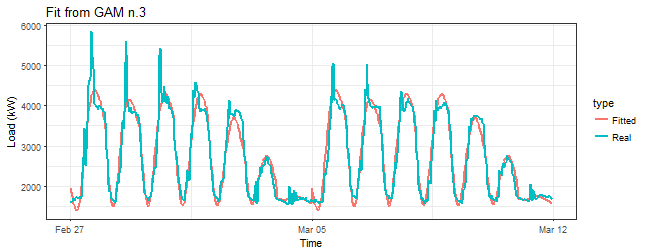 Fit from GAM n.3
6000
5000
4000
3000
2000
Load (kW)
Feb 27
Mar 05
Mar 12
Time
type
Fitted
Real